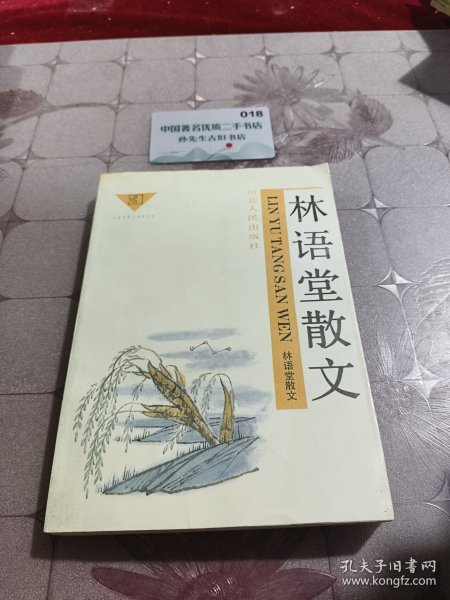 018
中国著名优质二手书店
孙先生古旧书店
林语堂散文
LIN YU TANG SAN WEN
林语堂散文
河北人民出版社
孔夫子旧书网
www.kongfz.com